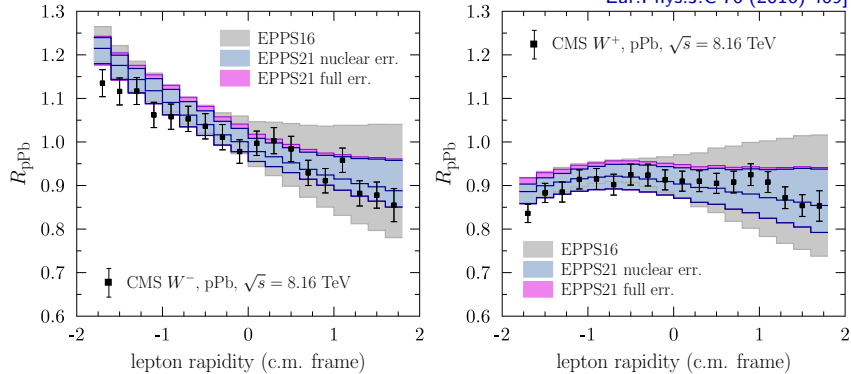 Eur.Phys.J.C 76 (2016) 469]
1.3
1.2
1.1
1.0
0.9
0.8
0.7
0.6
R_pPb
EPPS16
EPPS21 nuclear err.
EPPS21 full err.
CMS W−, pPb, √s = 8.16 TeV
-2 -1 0 1 2
lepton rapidity (c.m. frame)
1.3
1.2
1.1
1.0
0.9
0.8
0.7
0.6
0.5
R_pPb
CMS W+, pPb, √s = 8.16 TeV
EPPS16
EPPS21 nuclear err.
EPPS21 full err.
-2 -1 0 1 2
lepton rapidity (c.m. frame)